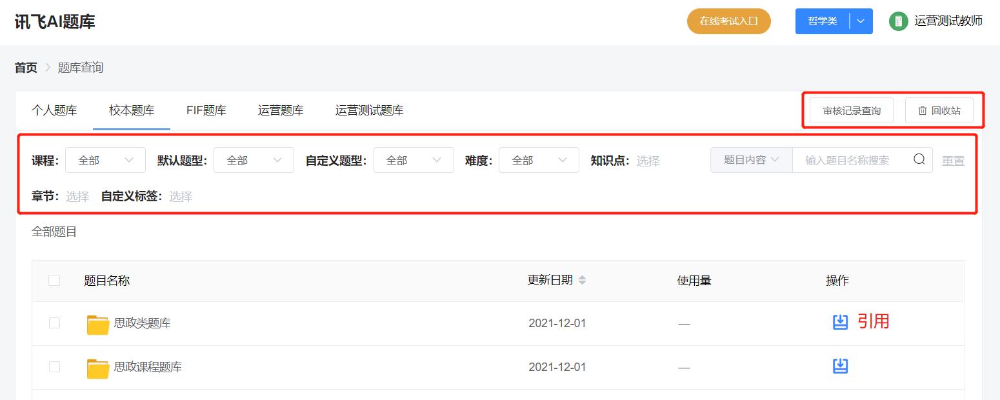 讯飞AI题库 在线考试入口 哲学类 运营测试教师
首页 > 题库查询
个人题库 校本题库 FIF题库 运营题库 运营测试题库 审核记录查询 回收站
课程： 全部 默认题型： 全部 自定义题型： 全部 难度： 全部 知识点： 选择 题目内容 输入题目名称搜索 重置
章节： 选择 自定义标签： 选择
全部题目
题目名称 更新日期 使用量 操作
思政类题库 2021-12-01 — 引用
思政课程题库 2021-12-01 —